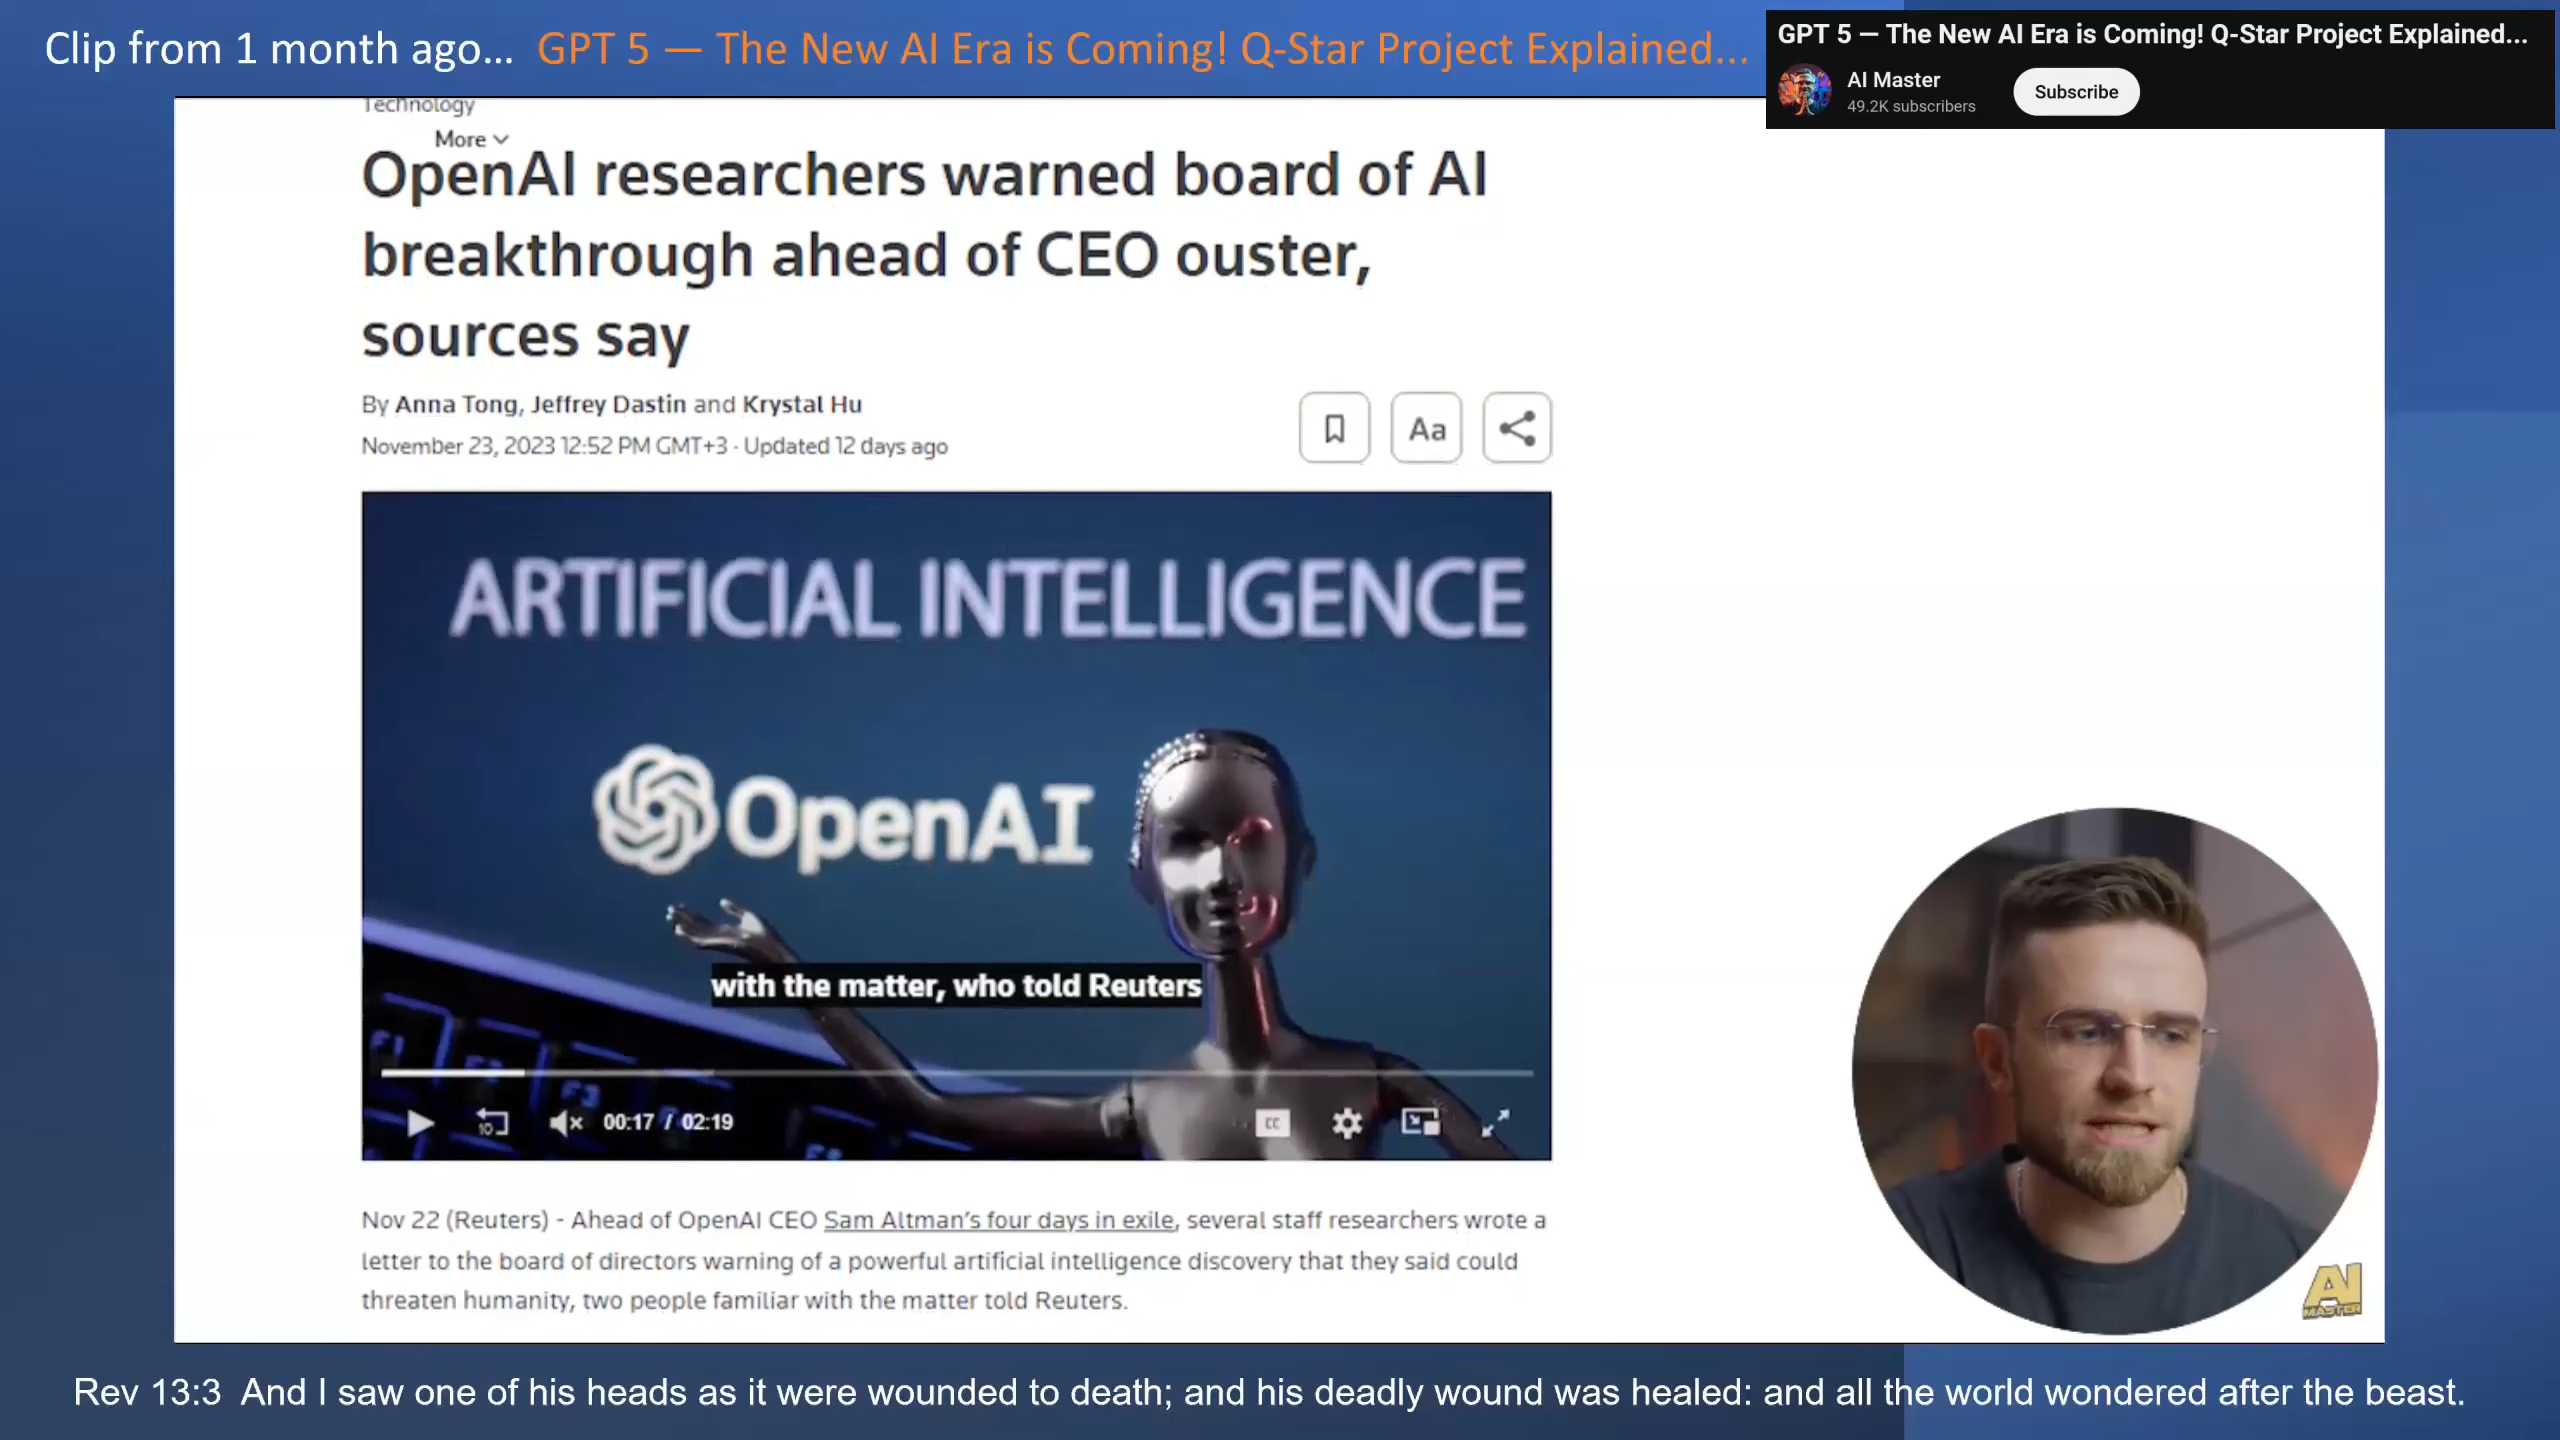 Clip from 1 month ago... GPT 5 — The New AI Era is Coming! Q-Star Project Explained...
GPT 5 — The New AI Era is Coming! Q-Star Project Explained...
AI Master
49.2K subscribers
Subscribe
Technology
More
OpenAI researchers warned board of AI
breakthrough ahead of CEO ouster,
sources say
By Anna Tong, Jeffrey Dastin and Krystal Hu
November 23, 2023 12:52 PM GMT+3 · Updated 12 days ago
Aa
ARTIFICIAL INTELLIGENCE
OpenAI
with the matter, who told Reuters
F1
F2
F3
10
00:17 / 02:19
CC
Nov 22 (Reuters) - Ahead of OpenAI CEO Sam Altman's four days in exile, several staff researchers wrote a
letter to the board of directors warning of a powerful artificial intelligence discovery that they said could
threaten humanity, two people familiar with the matter told Reuters.
AI
MASTER
Rev 13:3 And I saw one of his heads as it were wounded to death; and his deadly wound was healed: and all the world wondered after the beast.